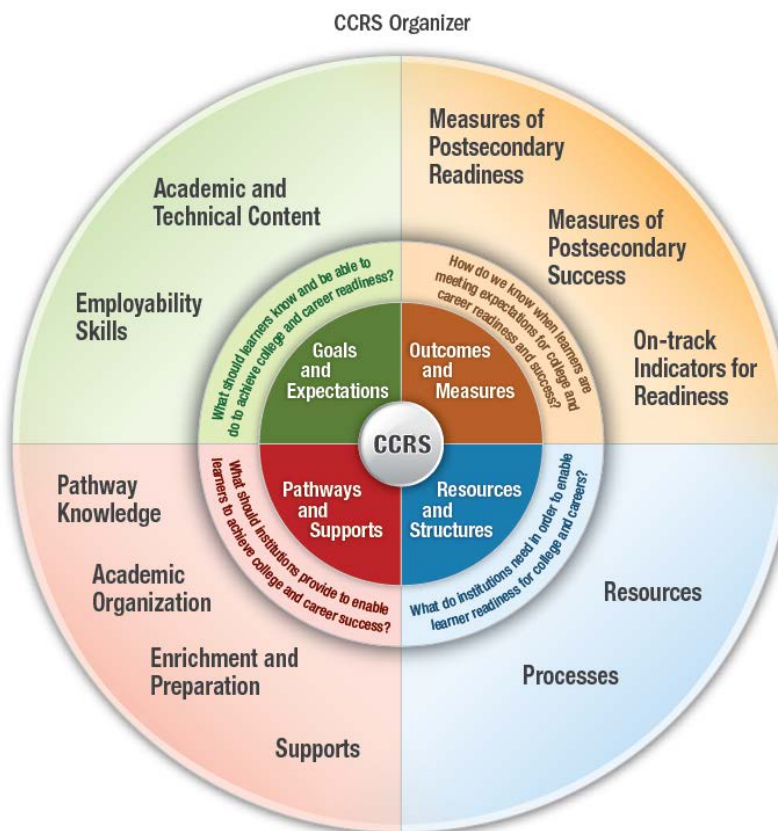 CCRS Organizer
Academic and
Technical Content
Employability
Skills
What should learners know and be able to
do to achieve college and career readiness?
Goals
and
Expectations
Measures of
Postsecondary
Readiness
Measures of
Postsecondary
Success
On-track
Indicators for
Readiness
How do we know when learners are
meeting expectations for college and
career readiness and success?
Outcomes
and
Measures
CCRS
Pathway
Knowledge
Academic
Organization
Enrichment and
Preparation
Supports
What should institutions provide to enable
learners to achieve college and career success?
Pathways
and
Supports
Resources
and
Structures
What do institutions need in order to enable
learner readiness for college and careers?
Resources
Processes